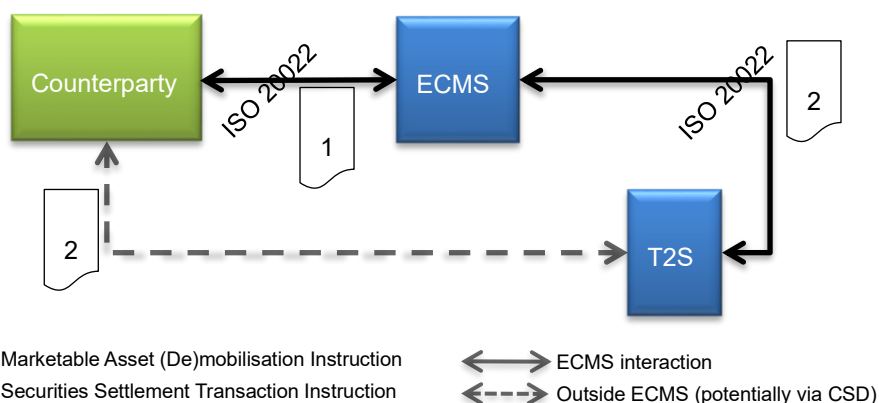 Counterparty
ISO 20022
ECMS
ISO 20022
2
1
2
T2S
Marketable Asset (De)mobilisation Instruction
ECMS interaction
Securities Settlement Transaction Instruction
Outside ECMS (potentially via CSD)